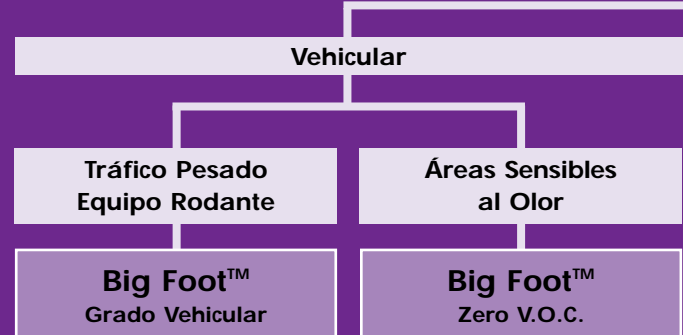 Vehicular
Tráfico Pesado
Equipo Rodante
Áreas Sensibles
al Olor
Big Foot™
Grado Vehicular
Big Foot™
Zero V.O.C.